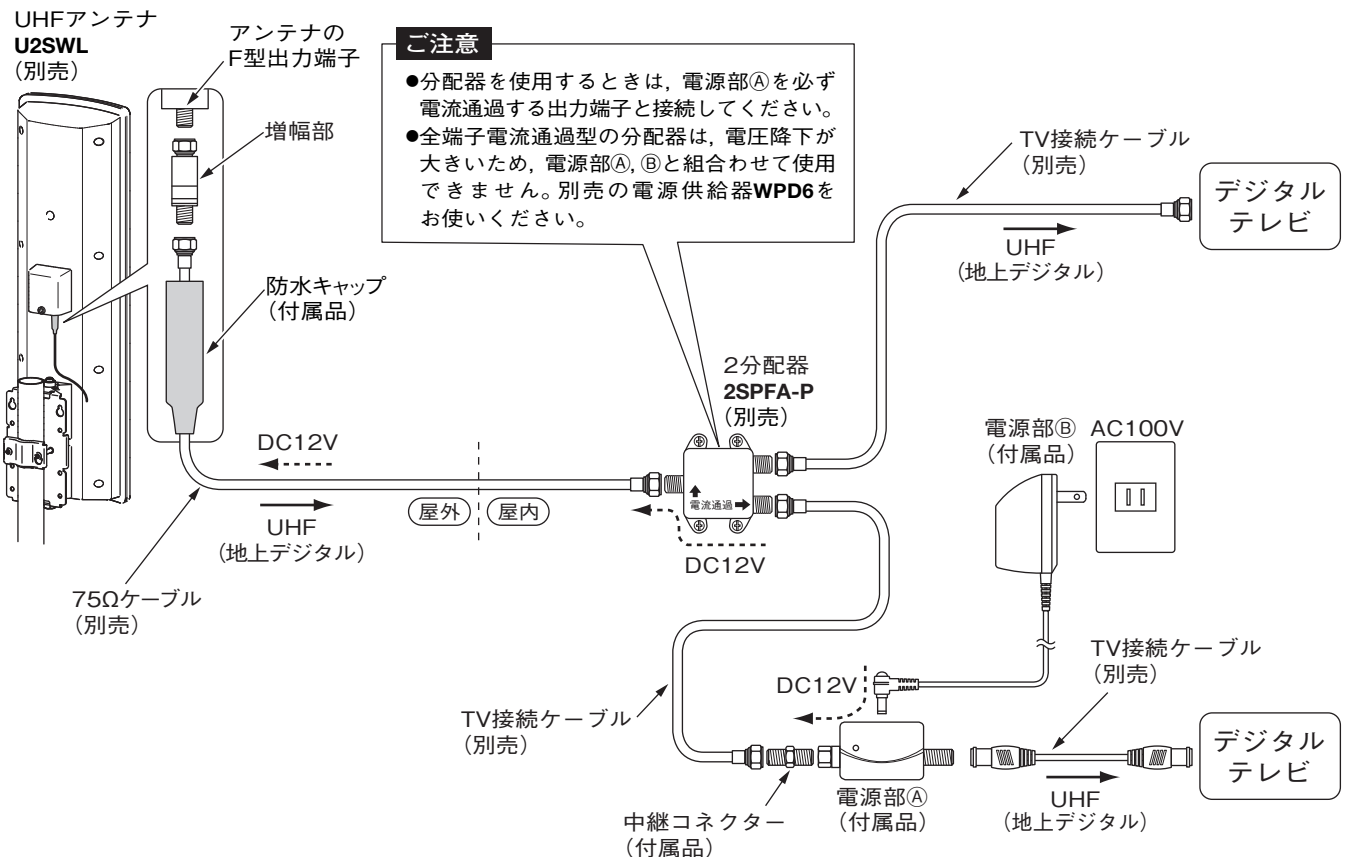 UHFアンテナ
U2SWL
（別売）
アンテナの
F型出力端子
増幅部
防水キャップ
（付属品）
ご注意
●分配器を使用するときは, 電源部Ⓐを必ず
電流通過する出力端子と接続してください。
●全端子電流通過型の分配器は, 電圧降下が
大きいため, 電源部Ⓐ, Ⓑと組合わせて使用
できません。別売の電源供給器WPD6を
お使いください。
TV接続ケーブル
（別売）
デジタル
テレビ
UHF
（地上デジタル）
2分配器
2SPFA-P
（別売）
電流通過
DC12V
DC12V
屋外
屋内
UHF
（地上デジタル）
75Ωケーブル
（別売）
電源部Ⓑ
（付属品）
AC100V
TV接続ケーブル
（別売）
DC12V
TV接続ケーブル
（別売）
中継コネクター
（付属品）
電源部Ⓐ
（付属品）
UHF
（地上デジタル）
デジタル
テレビ